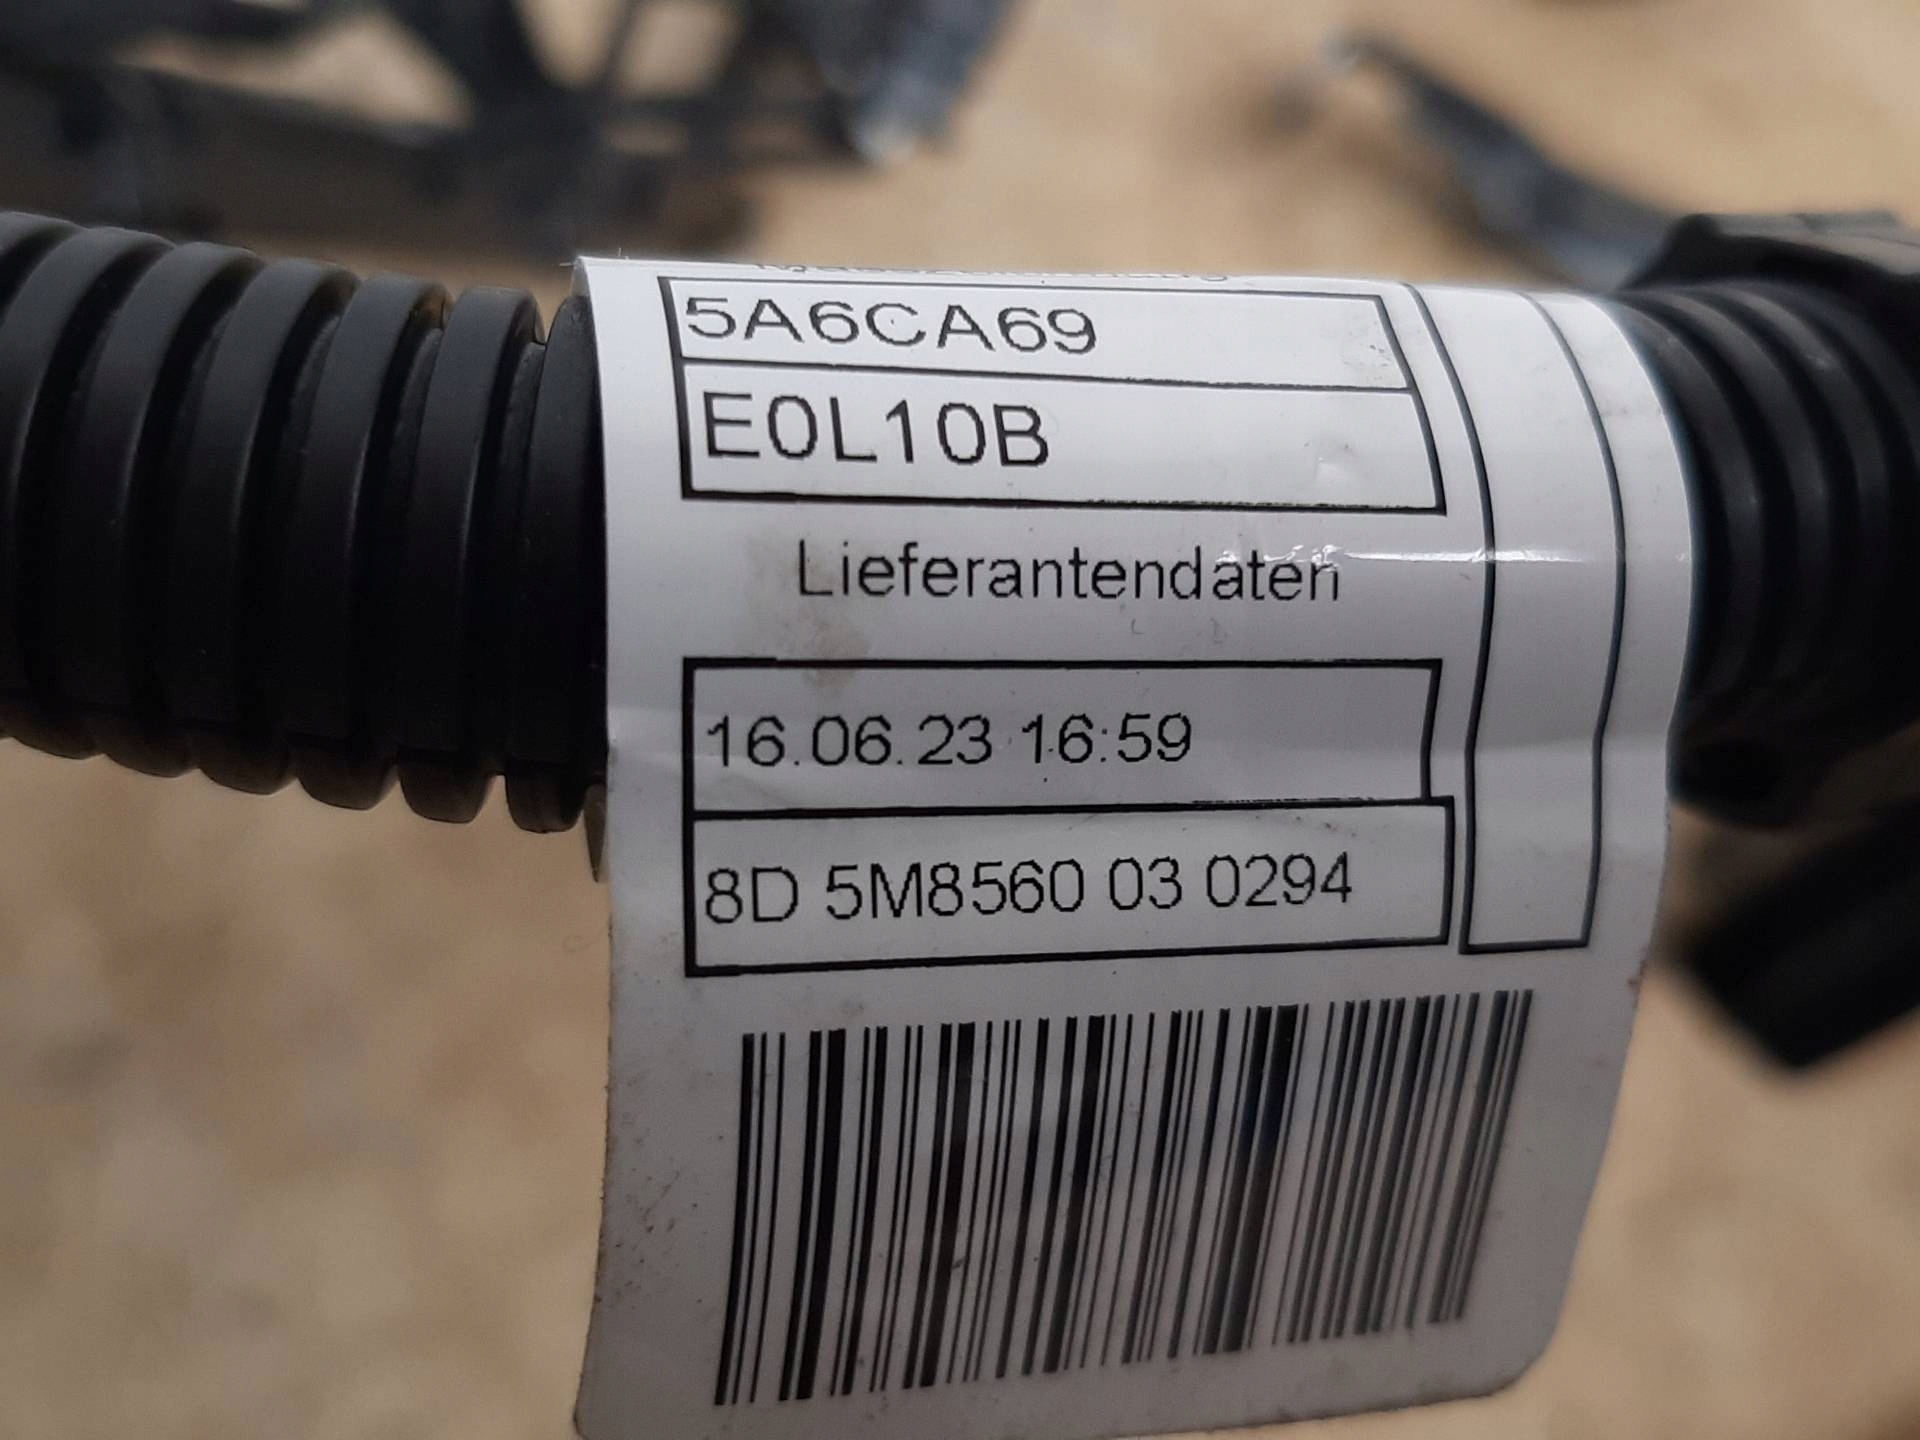 5A6CA69
E0L10B
Lieferantendaten
16.06.23 16:59
8D 5M8560 03 0294